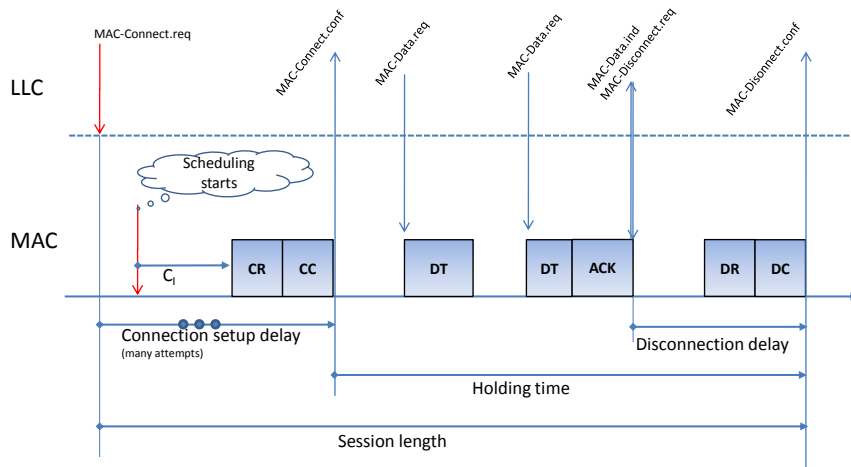 MAC-Connect.req
MAC-Connect.conf
MAC-Data.req
MAC-Data.req
MAC-Data.ind
MAC-Disconnect.req
MAC-Disonnect.conf
LLC
Scheduling
starts
MAC
C_I
CR
CC
DT
DT
ACK
DR
DC
Connection setup delay
(many attempts)
Disconnection delay
Holding time
Session length